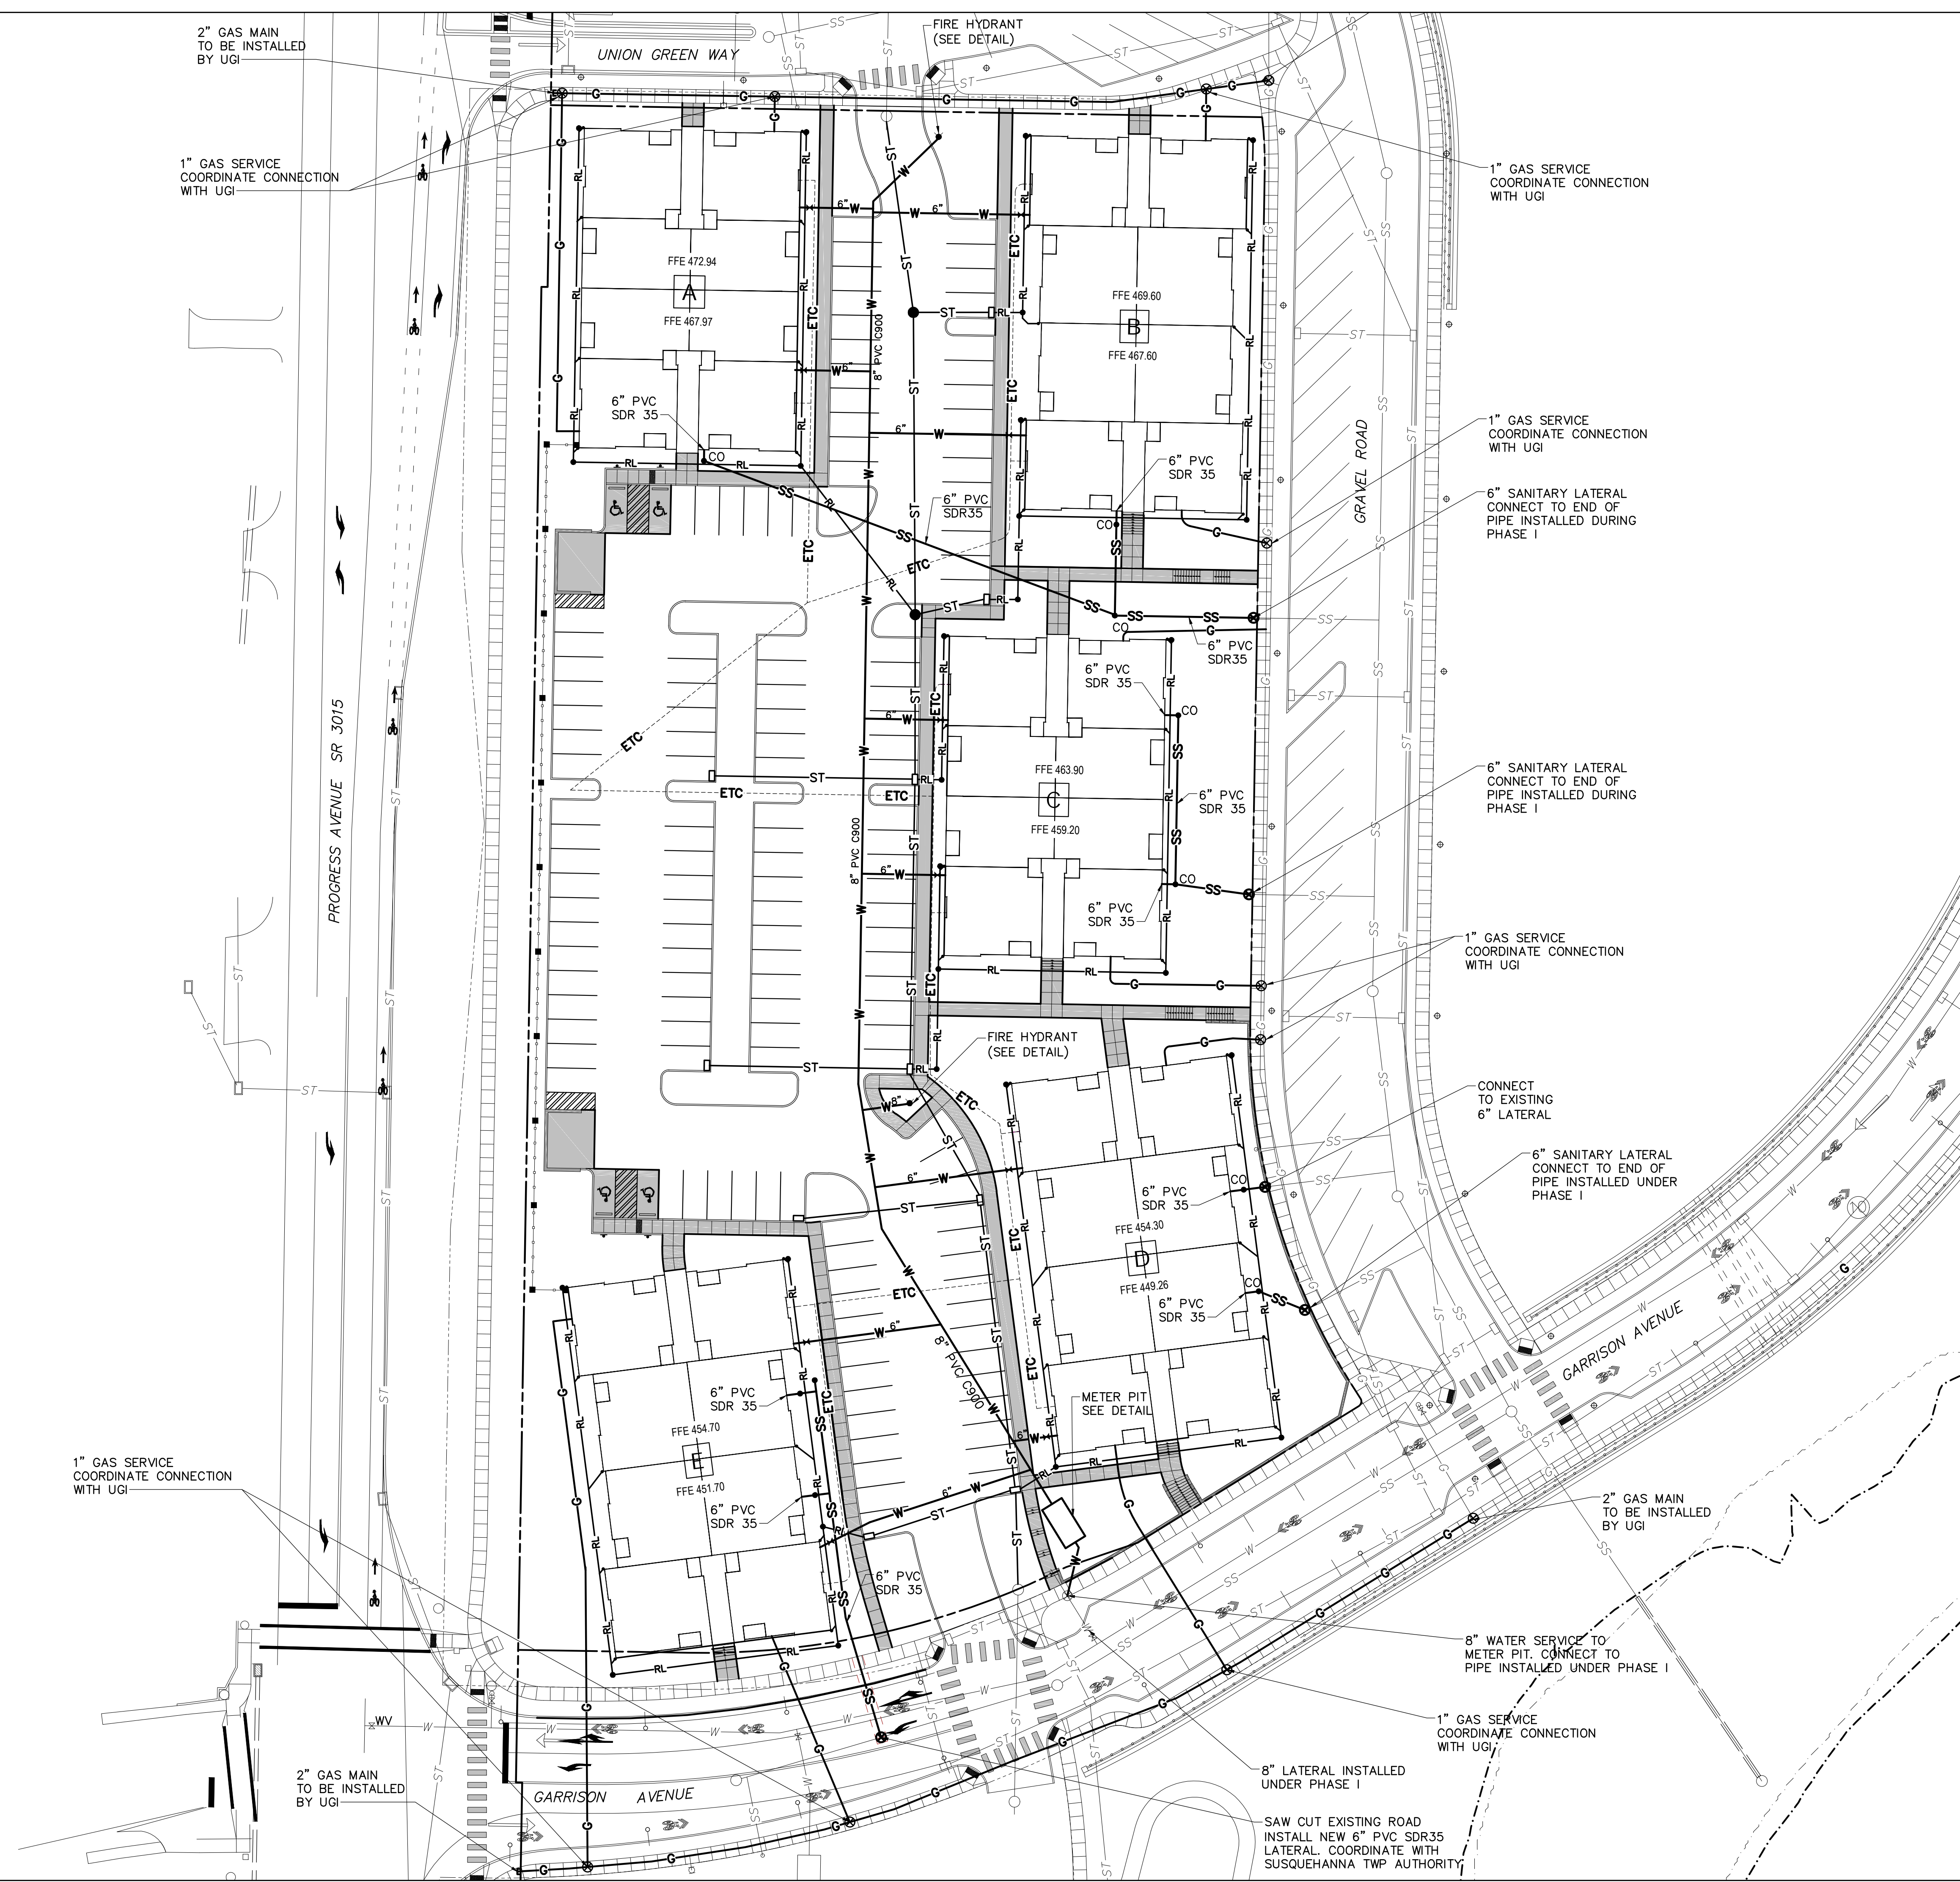 2" GAS MAIN
TO BE INSTALLED
BY UGI
UNION GREEN WAY
FIRE HYDRANT
(SEE DETAIL)
1" GAS SERVICE
COORDINATE CONNECTION
WITH UGI
1" GAS SERVICE
COORDINATE CONNECTION
WITH UGI
FFE 472.94
A
FFE 467.97
6" PVC
SDR 35
CO
8" PVC C900
FFE 469.60
B
FFE 467.60
6" PVC
SDR 35
CO
GRAVEL ROAD
1" GAS SERVICE
COORDINATE CONNECTION
WITH UGI
6" SANITARY LATERAL
CONNECT TO END OF
PIPE INSTALLED DURING
PHASE I
6" PVC
SDR35
CO
6" PVC
SDR35
PROGRESS AVENUE SR 3015
6" PVC
SDR 35
CO
FFE 463.90
C
FFE 459.20
6" PVC
SDR 35
6" SANITARY LATERAL
CONNECT TO END OF
PIPE INSTALLED DURING
PHASE I
8" PVC C900
CO
6" PVC
SDR 35
1" GAS SERVICE
COORDINATE CONNECTION
WITH UGI
FIRE HYDRANT
(SEE DETAIL)
CONNECT
TO EXISTING
6" LATERAL
6" SANITARY LATERAL
CONNECT TO END OF
PIPE INSTALLED UNDER
PHASE I
CO
6" PVC
SDR 35
FFE 454.30
D
FFE 449.26
CO
6" PVC
SDR 35
8" PVC C900
GARRISON AVENUE
6" PVC
SDR 35
METER PIT
SEE DETAIL
FFE 454.70
E
FFE 451.70
6" PVC
SDR 35
1" GAS SERVICE
COORDINATE CONNECTION
WITH UGI
6" PVC
SDR 35
2" GAS MAIN
TO BE INSTALLED
BY UGI
8" WATER SERVICE TO
METER PIT. CONNECT TO
PIPE INSTALLED UNDER PHASE I
WV
1" GAS SERVICE
COORDINATE CONNECTION
WITH UGI
2" GAS MAIN
TO BE INSTALLED
BY UGI
GARRISON AVENUE
8" LATERAL INSTALLED
UNDER PHASE I
SAW CUT EXISTING ROAD
INSTALL NEW 6" PVC SDR35
LATERAL. COORDINATE WITH
SUSQUEHANNA TWP AUTHORITY